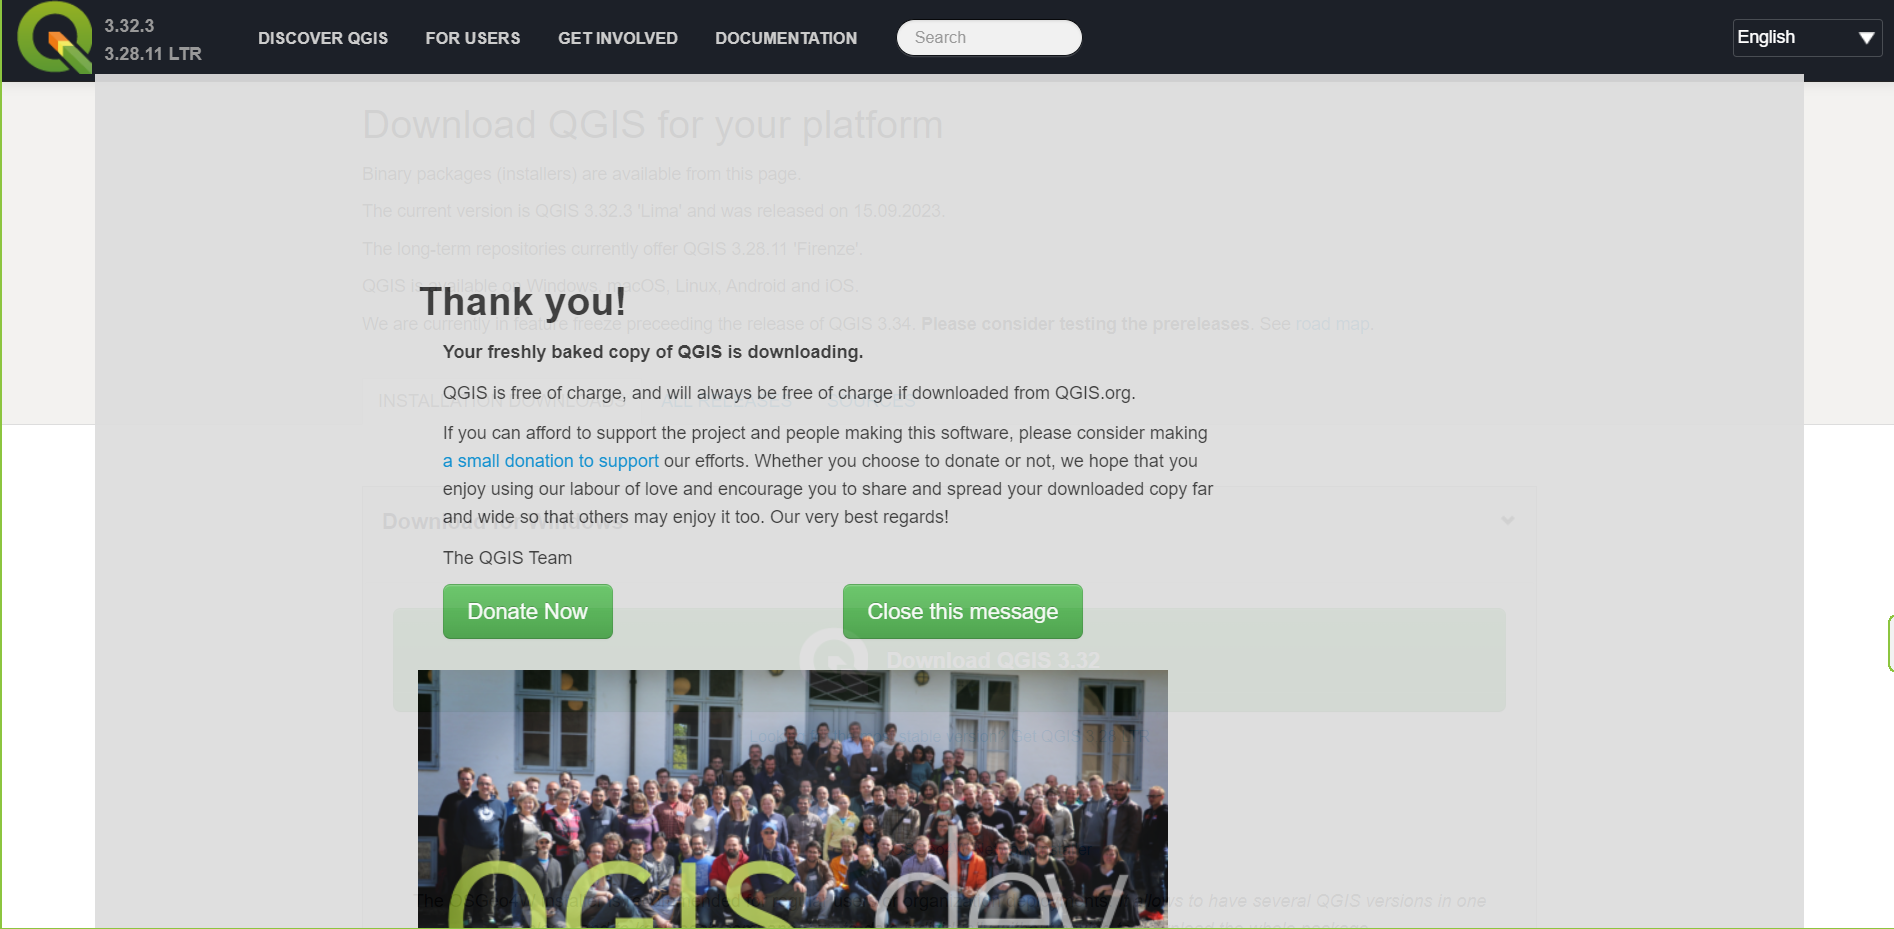 3.32.3
3.28.11 LTR
DISCOVER QGIS
FOR USERS
GET INVOLVED
DOCUMENTATION
Search
English
Download QGIS for your platform
Binary packages (installers) are available from this page.
The current version is QGIS 3.32.3 'Lima' and was released on 15.09.2023.
The long-term repositories currently offer QGIS 3.28.11 'Firenze'.
QGIS is available on Windows, macOS, Linux, Android and iOS.
Thank you!
We are currently in feature freeze preceeding the release of QGIS 3.34. Please consider testing the prereleases. See road map.
Your freshly baked copy of QGIS is downloading.
QGIS is free of charge, and will always be free of charge if downloaded from QGIS.org.
INSTALLATION DOWNLOADS
ALL RELEASES
SOURCES
If you can afford to support the project and people making this software, please consider making
a small donation to support our efforts. Whether you choose to donate or not, we hope that you
enjoy using our labour of love and encourage you to share and spread your downloaded copy far
and wide so that others may enjoy it too. Our very best regards!
Download for Windows
The QGIS Team
Donate Now
Close this message
Download QGIS 3.32
QGIS dev
to have several QGIS versions in one